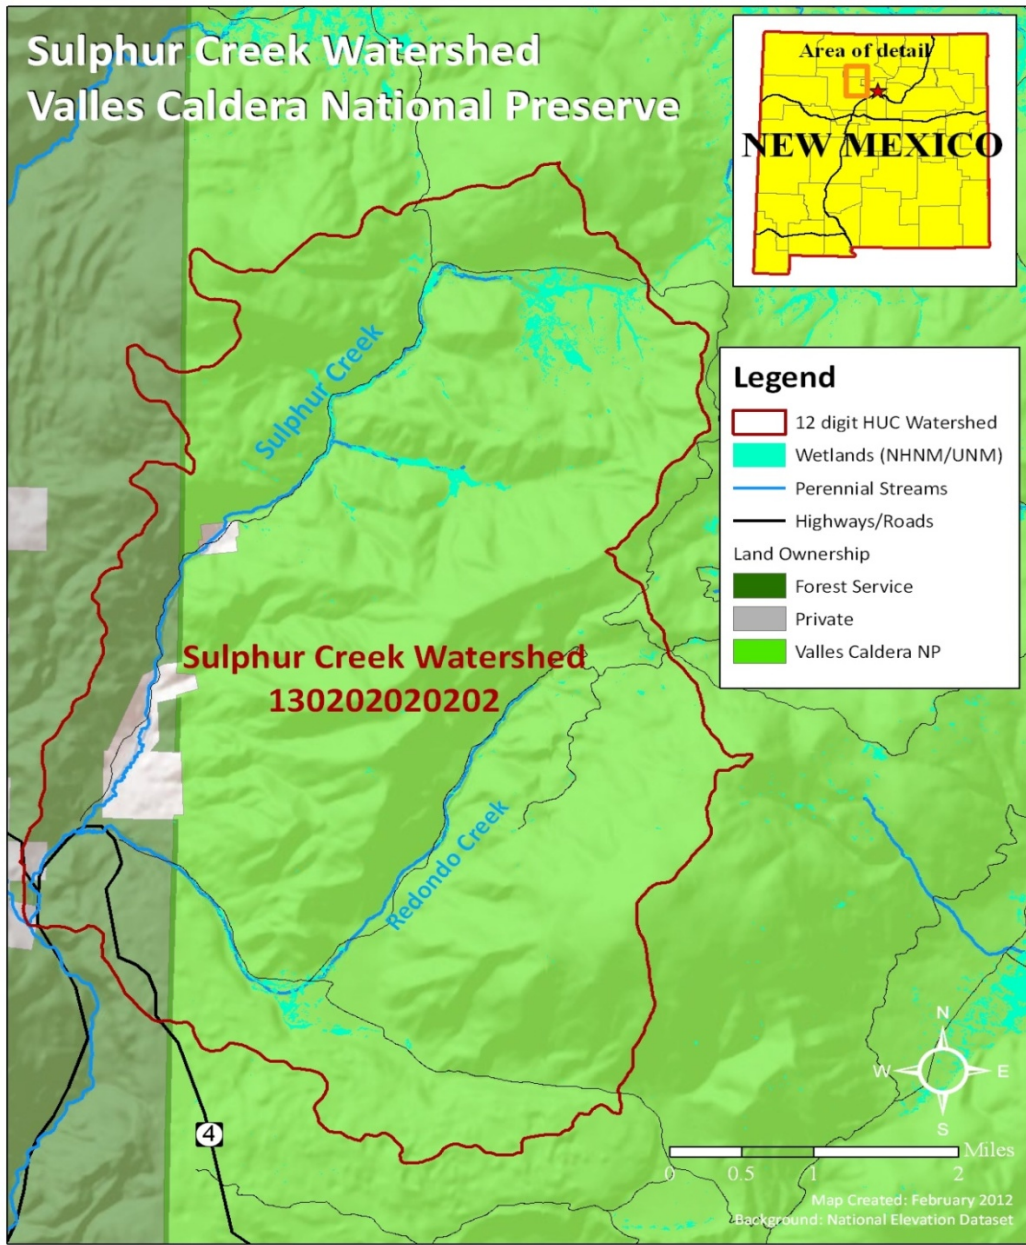 Sulphur Creek Watershed
Valles Caldera National Preserve
Area of detail
NEW MEXICO
Sulphur Creek
Legend
12 digit HUC Watershed
Wetlands (NHNM/UNM)
Perennial Streams
Highways/Roads
Land Ownership
Forest Service
Private
Valles Caldera NP
Sulphur Creek Watershed
130202020202
Redondo Creek
4
N
W
E
S
Miles
0 0.5 1 2
Map Created: February 2012
Background: National Elevation Dataset